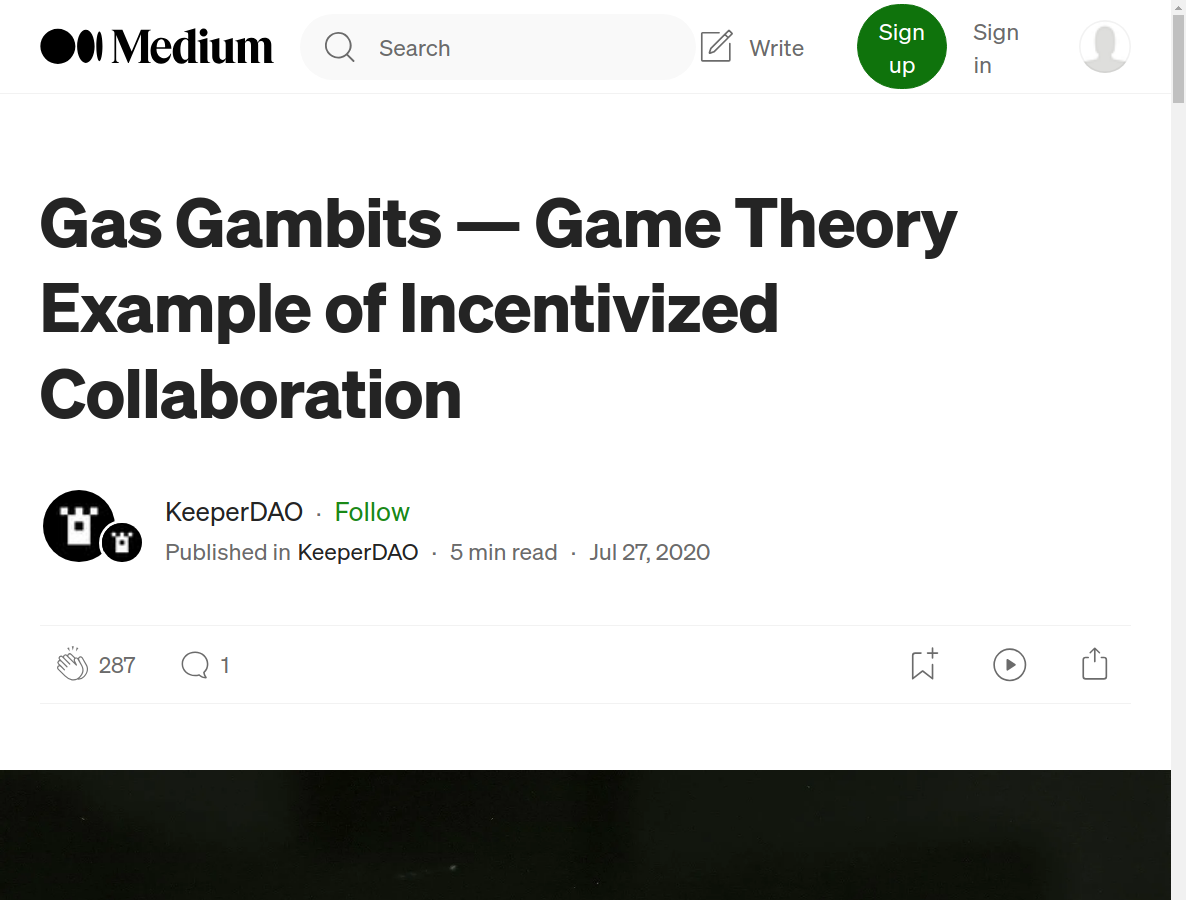 Medium
Search
Write
Sign
up
Sign
in
Gas Gambits — Game Theory
Example of Incentivized
Collaboration
KeeperDAO · Follow
Published in KeeperDAO · 5 min read · Jul 27, 2020
287
1